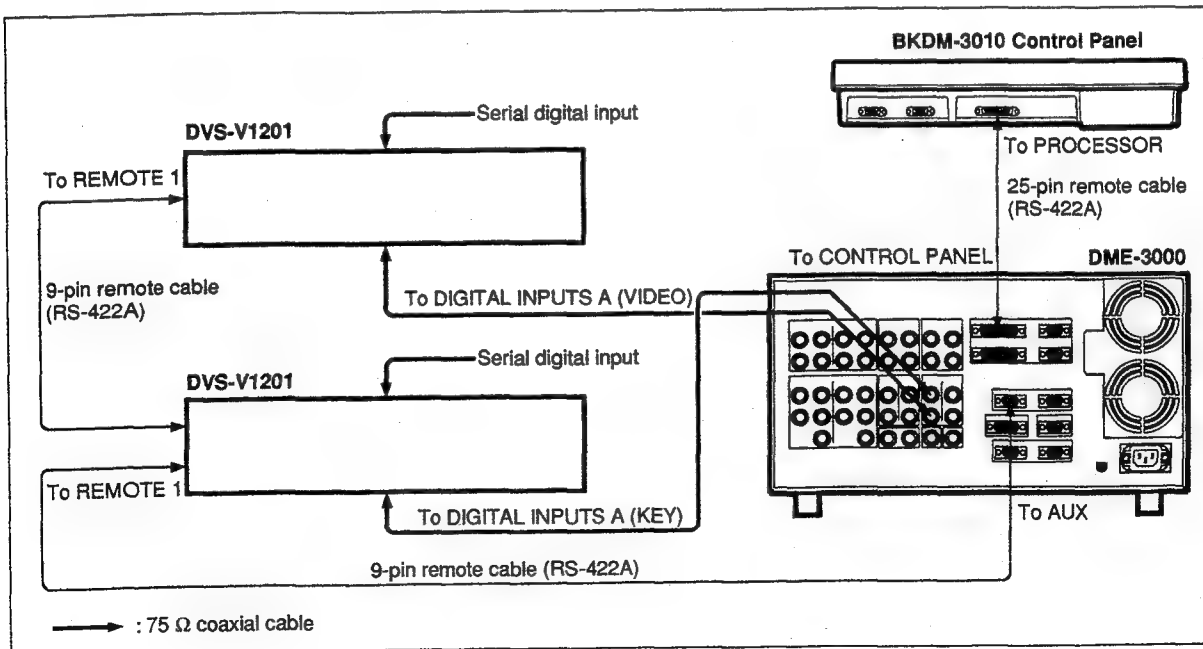 BKDM-3010 Control Panel
Serial digital input
DVS-V1201
To REMOTE 1
To PROCESSOR
25-pin remote cable
(RS-422A)
To CONTROL PANEL
DME-3000
9-pin remote cable
(RS-422A)
To DIGITAL INPUTS A (VIDEO)
Serial digital input
DVS-V1201
To REMOTE 1
To DIGITAL INPUTS A (KEY)
To AUX
9-pin remote cable (RS-422A)
: 75 Ω coaxial cable